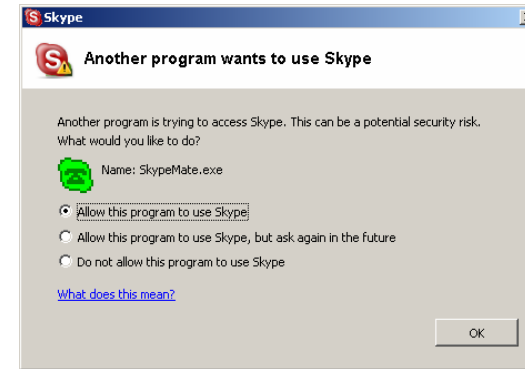 Skype
Another program wants to use Skype
Another program is trying to access Skype. This can be a potential security risk.
What would you like to do?
Name: SkypeMate.exe
Allow this program to use Skype
Allow this program to use Skype, but ask again in the future
Do not allow this program to use Skype
What does this mean?
OK